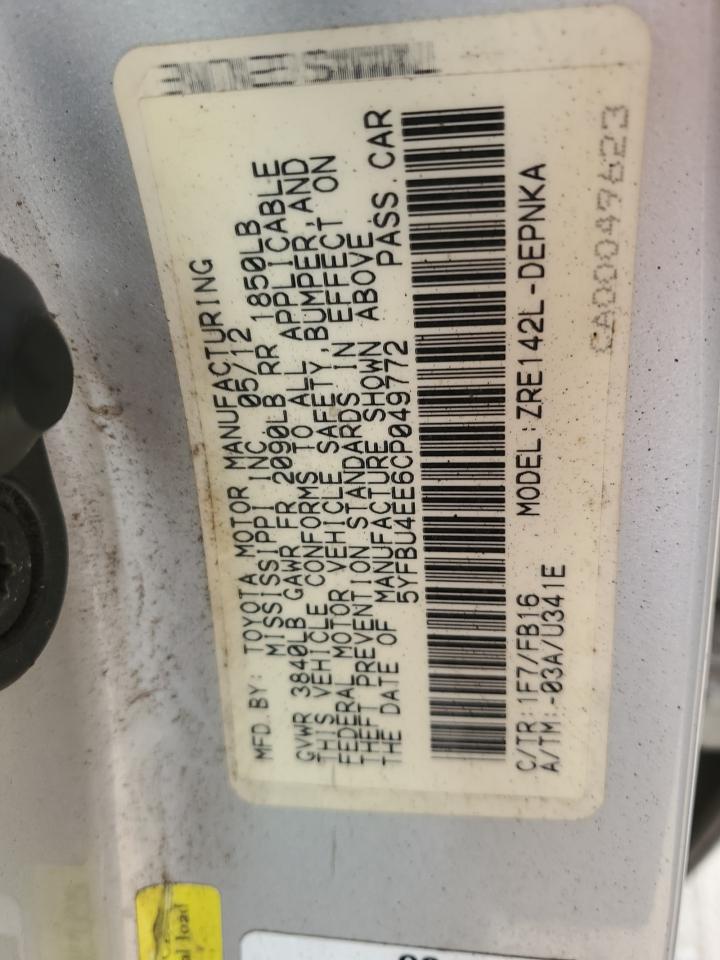 MFD.BY: TOYOTA MOTOR MANUFACTURING
MISSISSIPPI INC 05/12
GVWR 3840LB GAWR FR 2090LB RR 1850LB
THIS VEHICLE CONFORMS TO ALL APPLICABLE
FEDERAL MOTOR VEHICLE SAFETY,BUMPER,AND
THEFT PREVENTION STANDARDS IN EFFECT ON
THE DATE OF MANUFACTURE SHOWN ABOVE.
5YFBU4EE6CP049772 PASS.CAR
C/TR:1F7/FB16 MODEL:ZRE142L-DEPNKA
A/TM:-03A/U341E
CA00049623
load